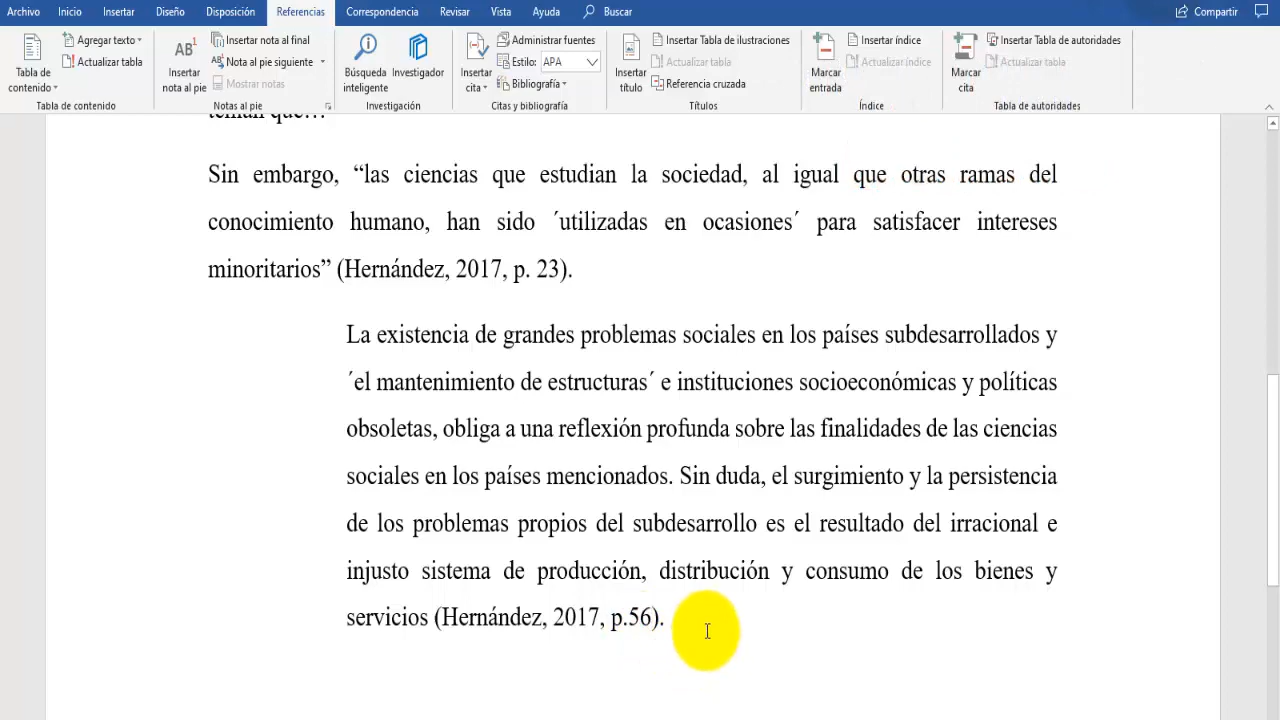 Archivo Inicio Insertar Diseño Disposición Referencias Correspondencia Revisar Vista Ayuda Buscar Compartir
Tabla de contenido
Agregar texto
Actualizar tabla
Tabla de contenido
AB1
Insertar nota al pie
Insertar nota al final
Nota al pie siguiente
Mostrar notas
Notas al pie
Búsqueda inteligente
Investigador
Investigación
Insertar cita
Administrar fuentes
Estilo: APA
Bibliografía
Citas y bibliografía
Insertar título
Insertar Tabla de ilustraciones
Actualizar tabla
Referencia cruzada
Títulos
Marcar entrada
Insertar índice
Actualizar índice
Índice
Marcar cita
Insertar Tabla de autoridades
Actualizar tabla
Tabla de autoridades
Sin embargo, “las ciencias que estudian la sociedad, al igual que otras ramas del
conocimiento humano, han sido ´utilizadas en ocasiones´ para satisfacer intereses
minoritarios” (Hernández, 2017, p. 23).
La existencia de grandes problemas sociales en los países subdesarrollados y
´el mantenimiento de estructuras´ e instituciones socioeconómicas y políticas
obsoletas, obliga a una reflexión profunda sobre las finalidades de las ciencias
sociales en los países mencionados. Sin duda, el surgimiento y la persistencia
de los problemas propios del subdesarrollo es el resultado del irracional e
injusto sistema de producción, distribución y consumo de los bienes y
servicios (Hernández, 2017, p.56).